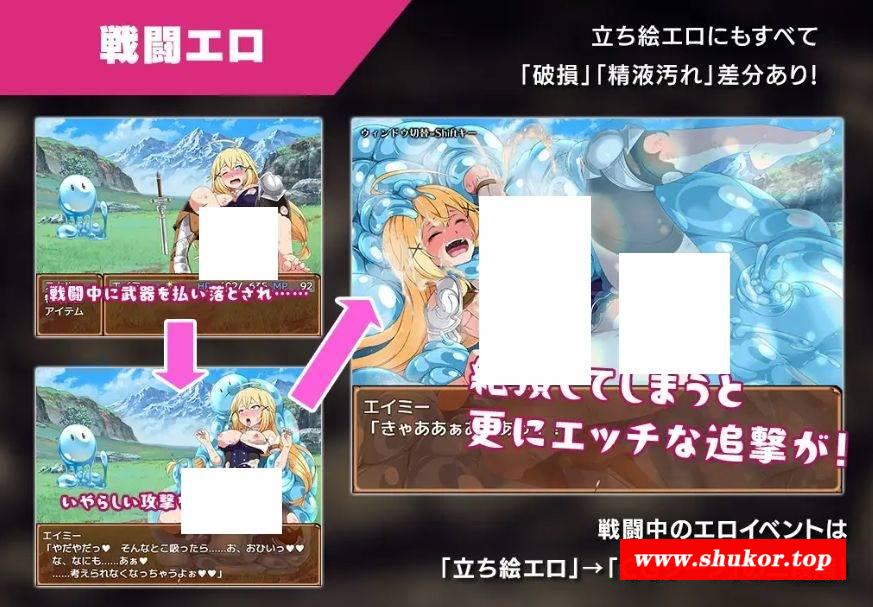 戦闘エロ
立ち絵エロにもすべて
「破損」「精液汚れ」差分あり!
戦闘中に武器を払い落とされ……
MP 92
アイテム
いやらしい攻撃
エイミー
「やだやだっ♥ そんなとこ吸ったら……お、おひいっ♥♥
な、なにも……あぁ♥
……考えられなくなっちゃうよぉ♥♥」
ウィンドウ切替-Shiftキー
エイミー
「きゃああぁ
絶頂してしまうと
更にエッチな追撃が!
戦闘中のエロイベントは
「立ち絵エロ」→「
www.shukor.top